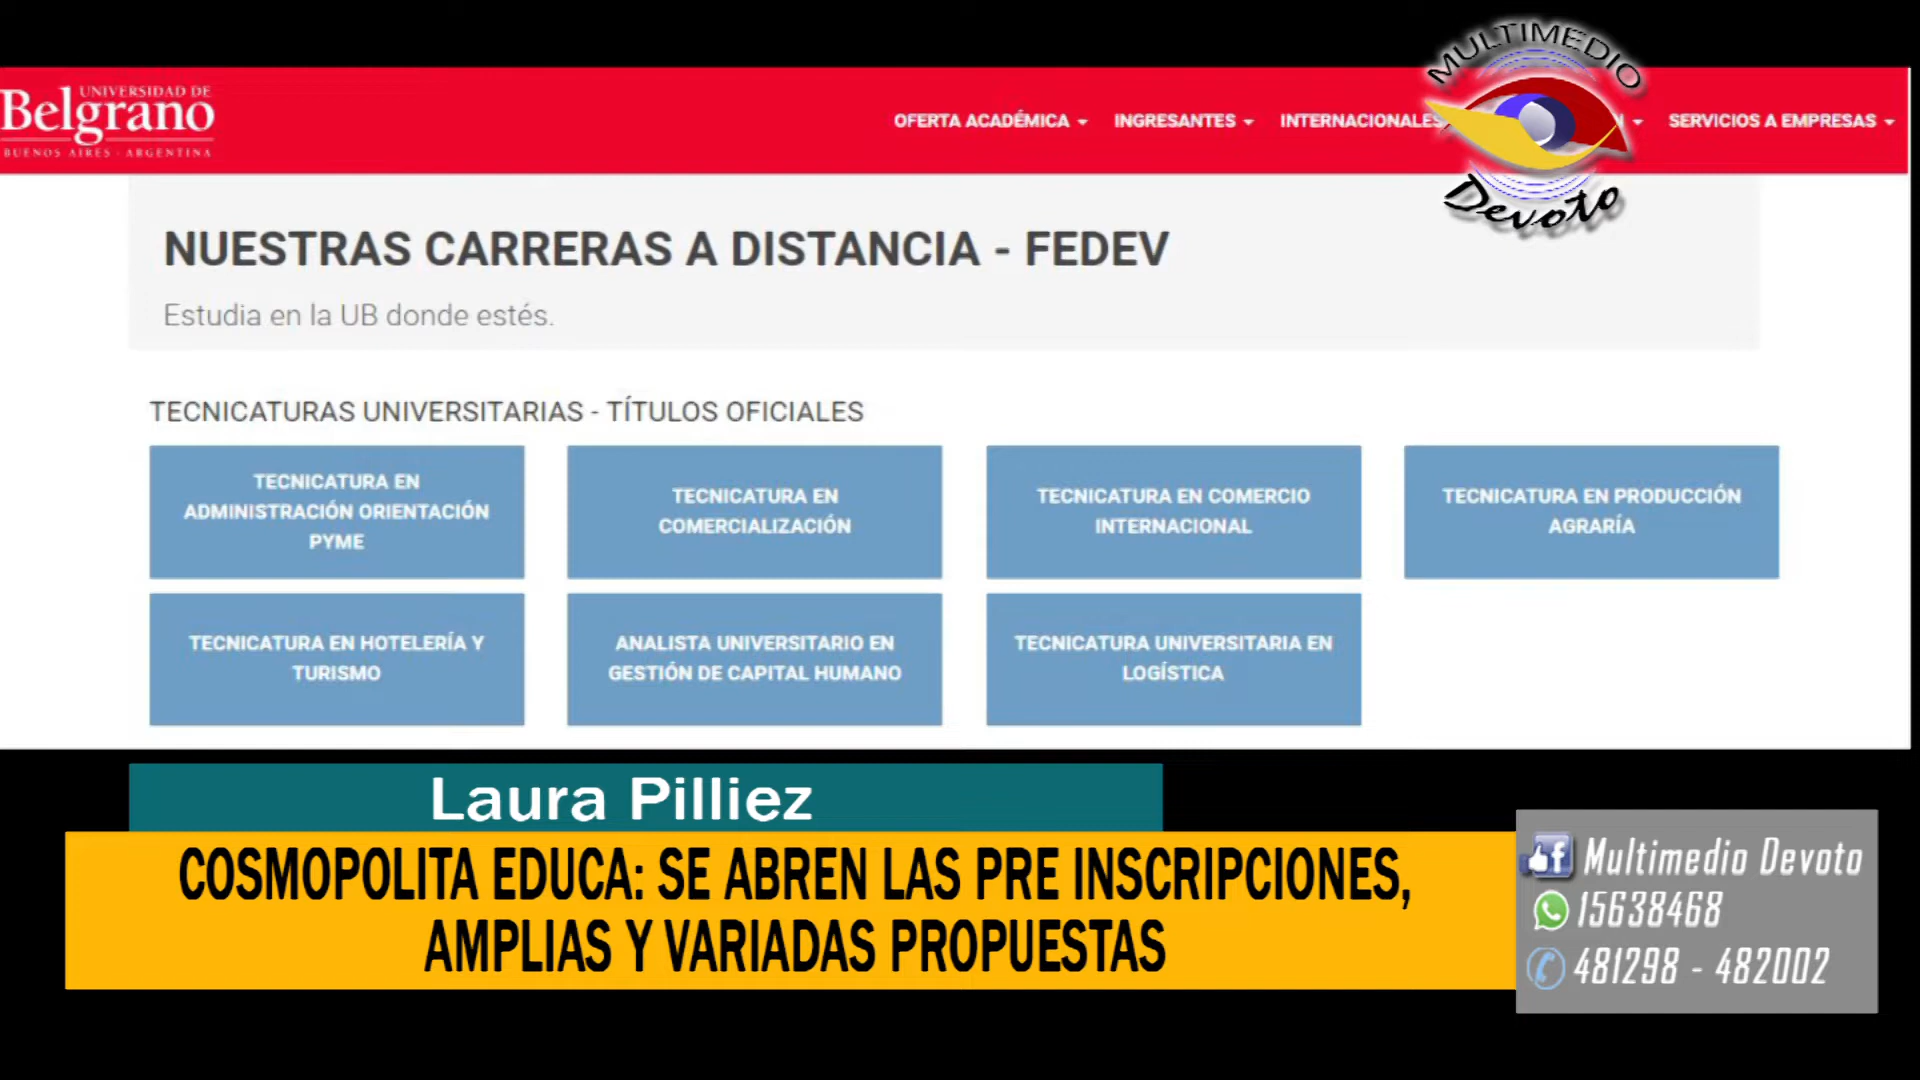 MULTIMEDIO
Devoto
UNIVERSIDAD DE
Belgrano
BUENOS AIRES - ARGENTINA
OFERTA ACADÉMICA INGRESANTES INTERNACIONALES SERVICIOS A EMPRESAS
NUESTRAS CARRERAS A DISTANCIA - FEDEV
Estudia en la UB donde estés.
TECNICATURAS UNIVERSITARIAS - TÍTULOS OFICIALES
TECNICATURA EN
ADMINISTRACIÓN ORIENTACIÓN
PYME
TECNICATURA EN
COMERCIALIZACIÓN
TECNICATURA EN COMERCIO
INTERNACIONAL
TECNICATURA EN PRODUCCIÓN
AGRARÍA
TECNICATURA EN HOTELERÍA Y
TURISMO
ANALISTA UNIVERSITARIO EN
GESTIÓN DE CAPITAL HUMANO
TECNICATURA UNIVERSITARIA EN
LOGÍSTICA
Laura Pilliez
COSMOPOLITA EDUCA: SE ABREN LAS PRE INSCRIPCIONES,
AMPLIAS Y VARIADAS PROPUESTAS
Multimedio Devoto
15638468
481298 - 482002